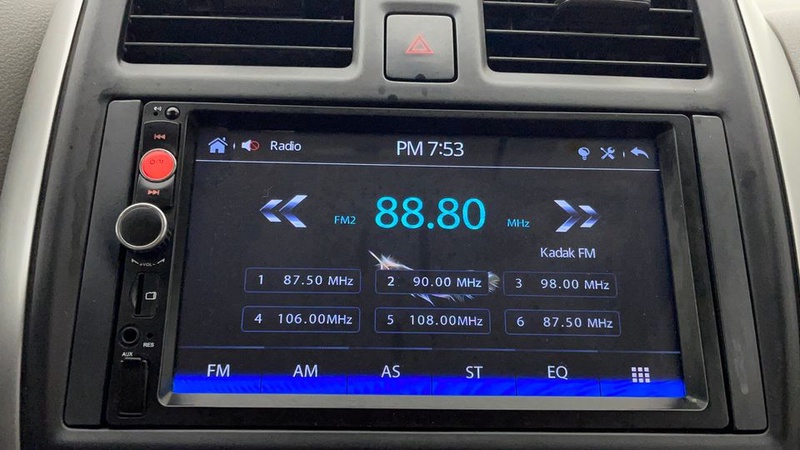 Radio PM 7:53
FM2 88.80 MHz
Kadak FM
1 87.50 MHz 2 90.00 MHz 3 98.00 MHz
4 106.00MHz 5 108.00MHz 6 87.50 MHz
FM AM AS ST EQ
VOL
RES
AUX